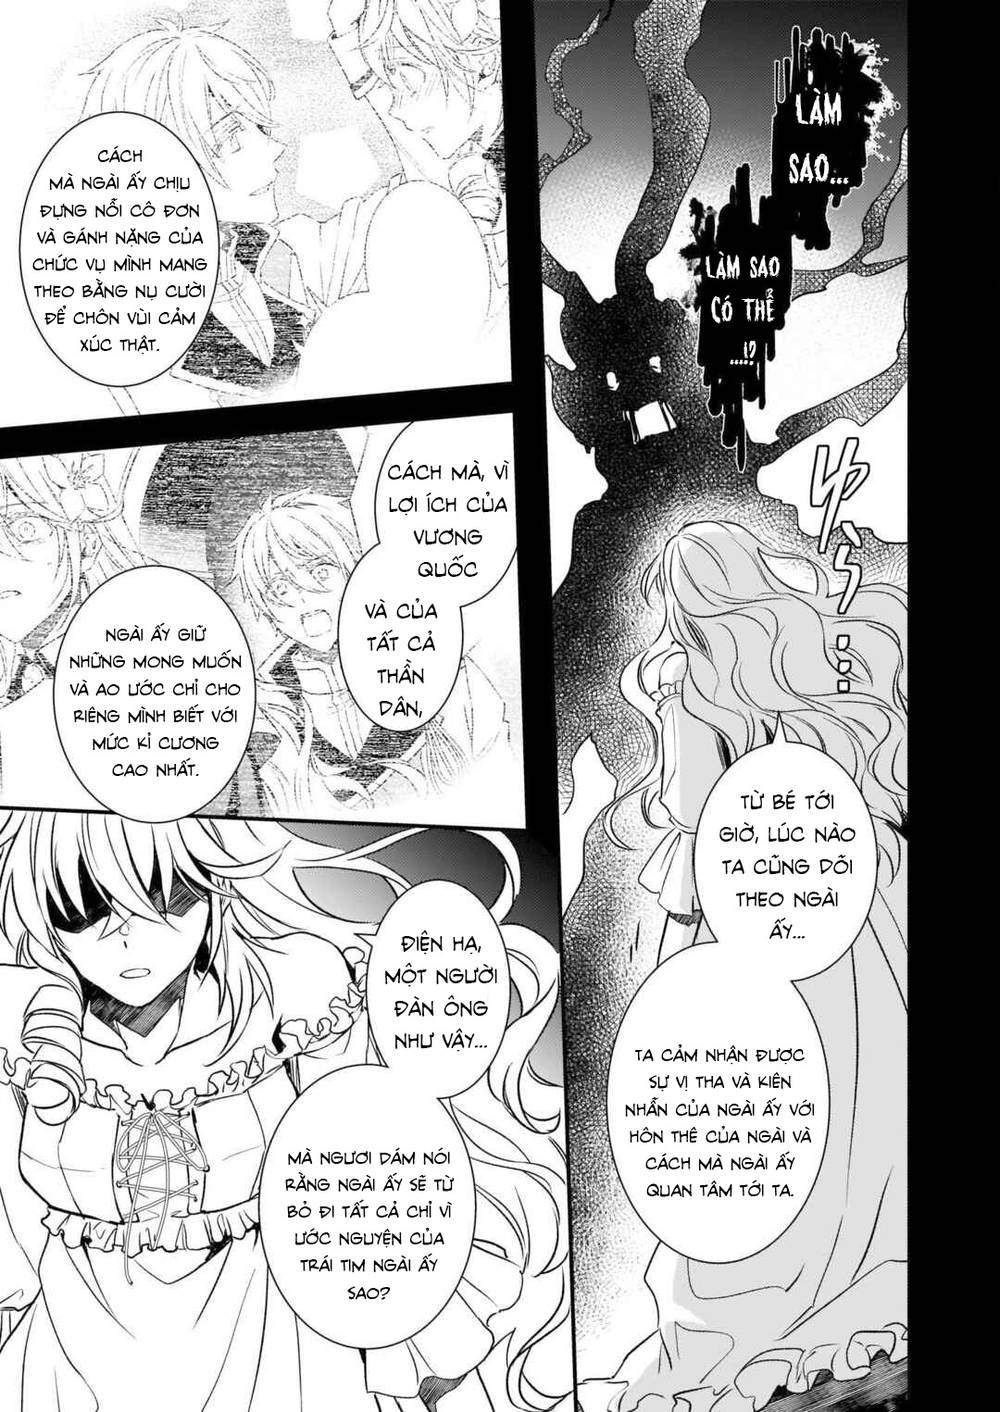 LÀM
SAO...
LÀM SAO
CÓ THỂ
....!?
ゆら...
TỪ BÉ TỚI
GIỜ, LÚC NÀO
TA CŨNG DÕI
THEO NGÀI
ẤY...
TA CẢM NHẬN ĐƯỢC
SỰ VỊ THA VÀ KIÊN
NHẪN CỦA NGÀI ẤY VỚI
HÔN THÊ CỦA NGÀI VÀ
CÁCH MÀ NGÀI ẤY
QUAN TÂM TỚI TA.
CÁCH
MÀ NGÀI ẤY CHỊU
ĐỰNG NỖI CÔ ĐƠN
VÀ GÁNH NẶNG CỦA
CHỨC VỤ MÌNH MANG
THEO BẰNG NỤ CƯỜI
ĐỂ CHÔN VÙI CẢM
XÚC THẬT.
CÁCH MÀ, VÌ
LỢI ÍCH CỦA
VƯƠNG
QUỐC
VÀ CỦA
TẤT CẢ
THẦN
DÂN,
NGÀI ẤY GIỮ
NHỮNG MONG MUỐN
VÀ AO ƯỚC CHỈ CHO
RIÊNG MÌNH BIẾT VỚI
MỨC KỈ CƯƠNG
CAO NHẤT.
ĐIỆN HẠ,
MỘT NGƯỜI
ĐÀN ÔNG
NHƯ VẬY...
MÀ NGƯƠI DÁM NÓI
RẰNG NGÀI ẤY SẼ TỪ
BỎ ĐI TẤT CẢ CHỈ VÌ
ƯỚC NGUYỆN CỦA
TRÁI TIM NGÀI ẤY
SAO?